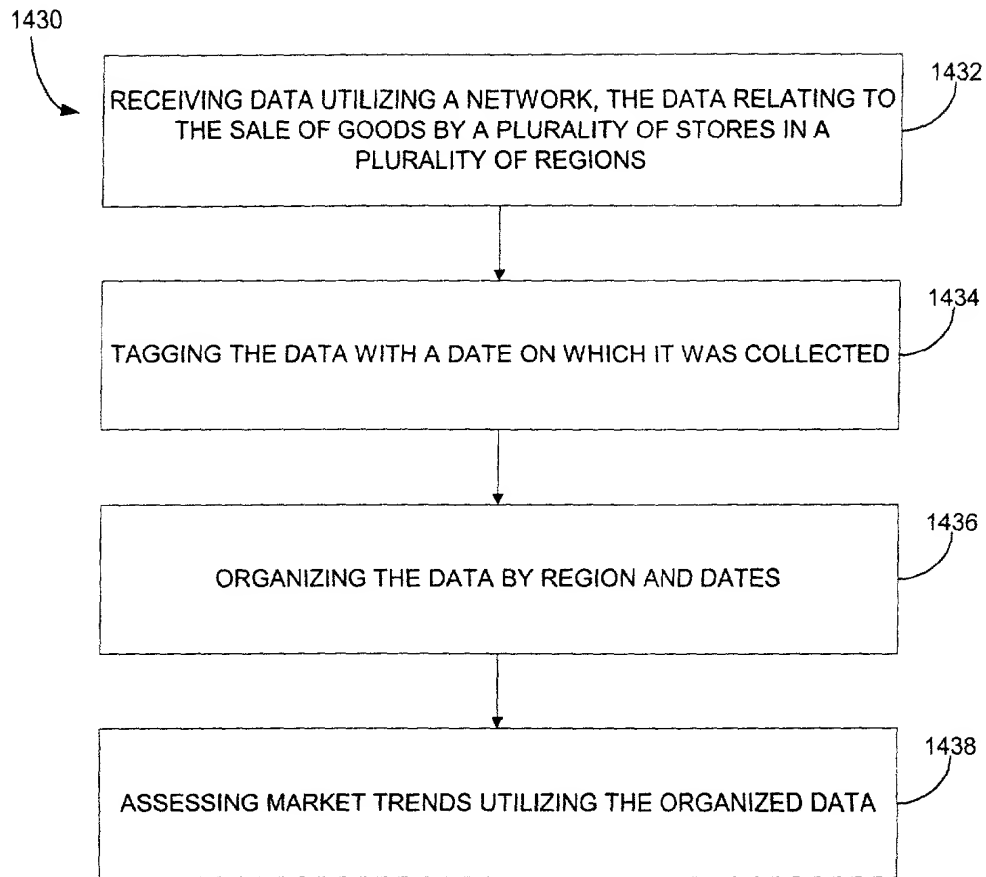 1430
RECEIVING DATA UTILIZING A NETWORK, THE DATA RELATING TO
THE SALE OF GOODS BY A PLURALITY OF STORES IN A
PLURALITY OF REGIONS
1432
TAGGING THE DATA WITH A DATE ON WHICH IT WAS COLLECTED
1434
ORGANIZING THE DATA BY REGION AND DATES
1436
ASSESSING MARKET TRENDS UTILIZING THE ORGANIZED DATA
1438